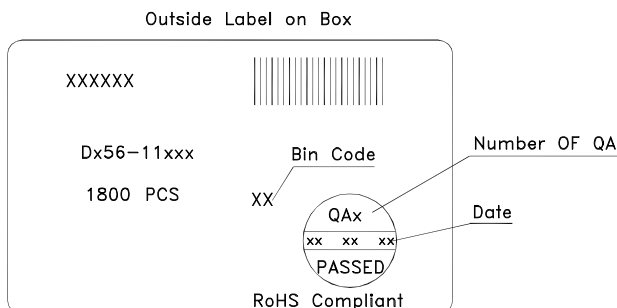 Outside Label on Box
XXXXXX
Dx56-11xxx
Bin Code
Number OF QA
1800 PCS
XX
QAx
Date
xx xx xx
PASSED
RoHS Compliant